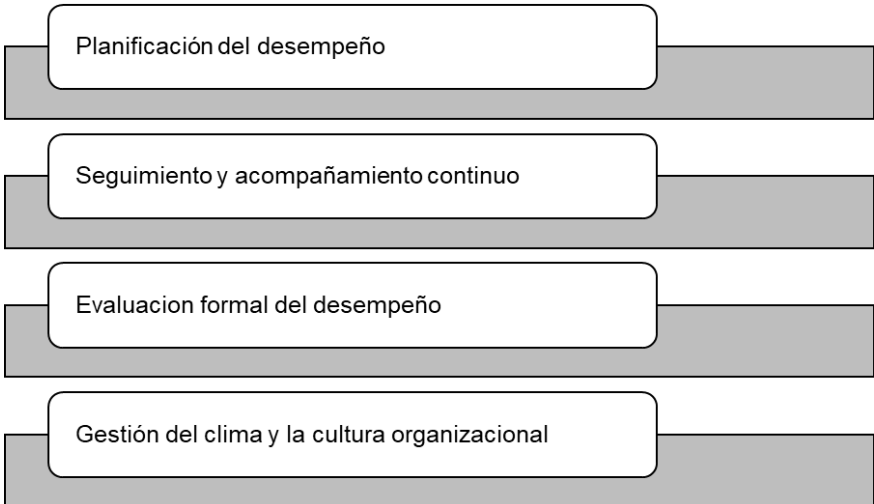 Planificación del desempeño
Seguimiento y acompañamiento continuo
Evaluacion formal del desempeño
Gestión del clima y la cultura organizacional